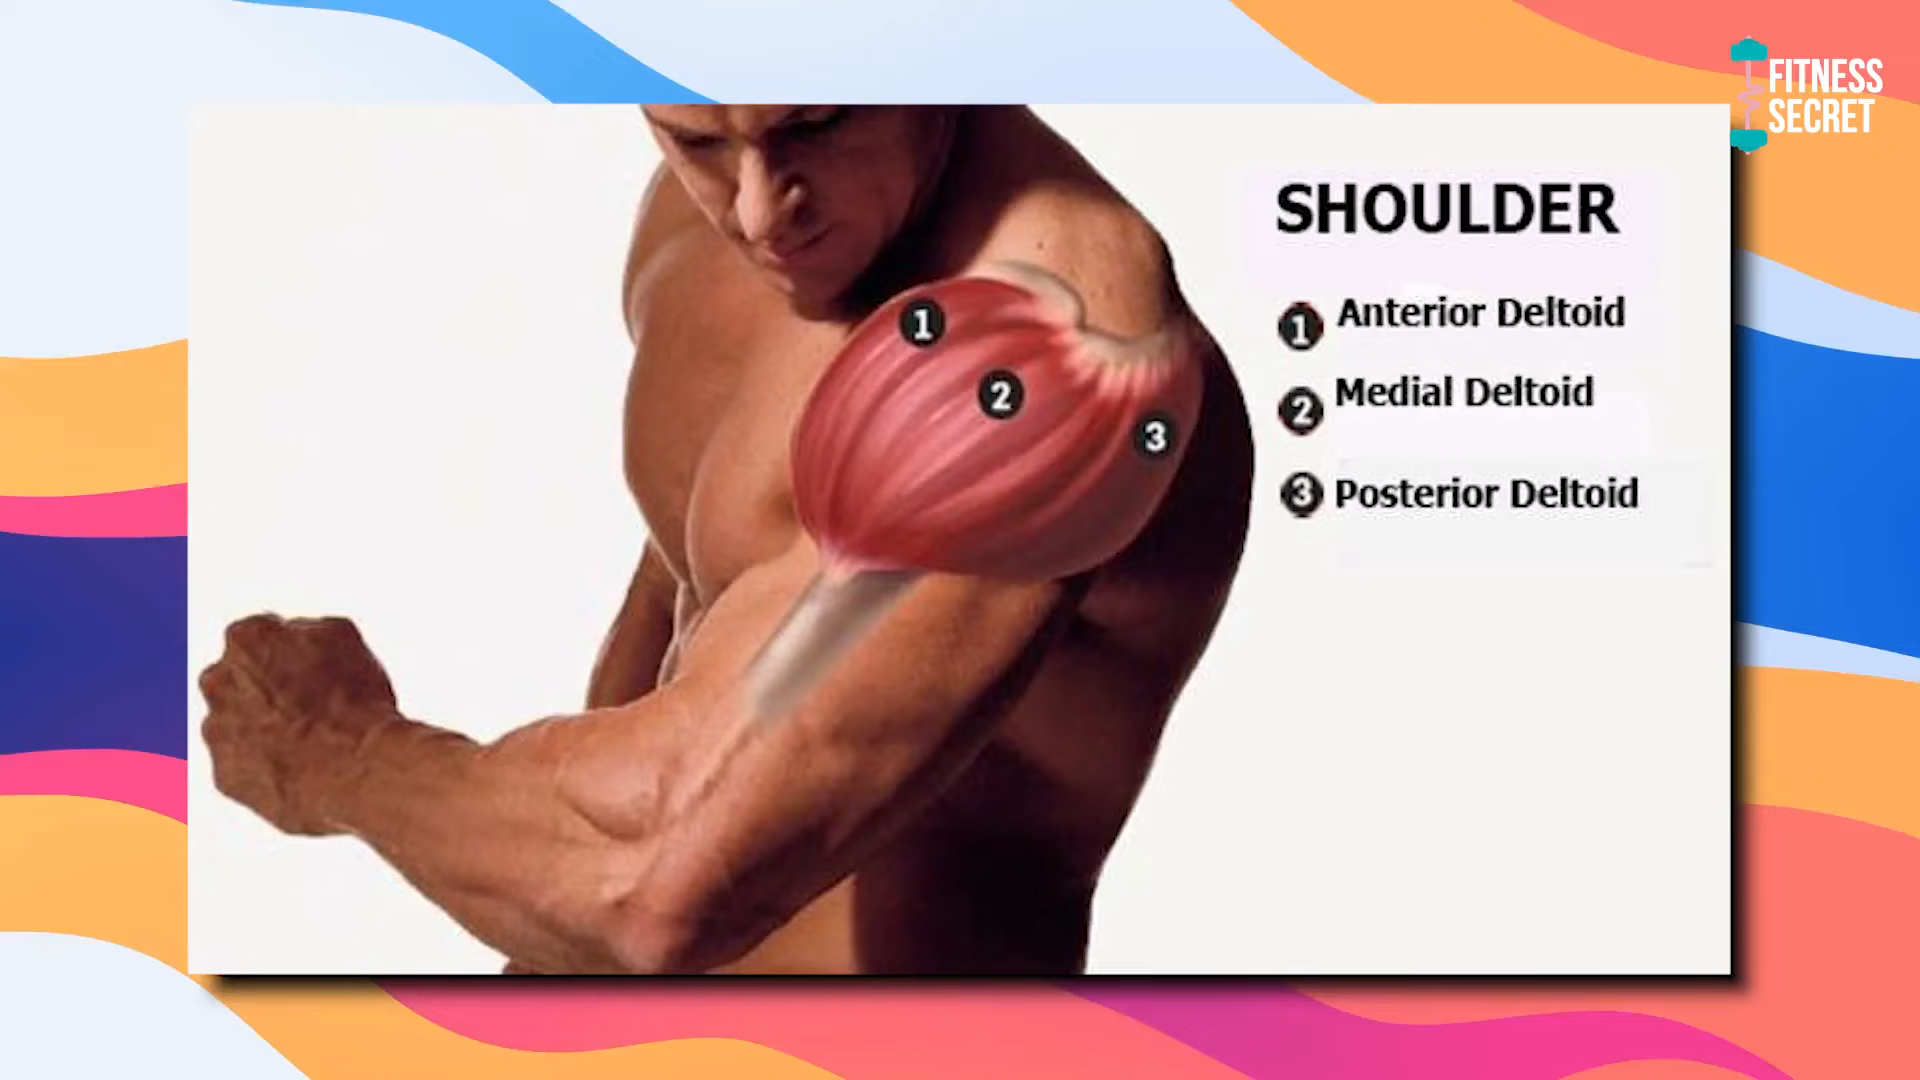 FITNESS
SECRET
SHOULDER
1 Anterior Deltoid
2 Medial Deltoid
3 Posterior Deltoid
1
2
3